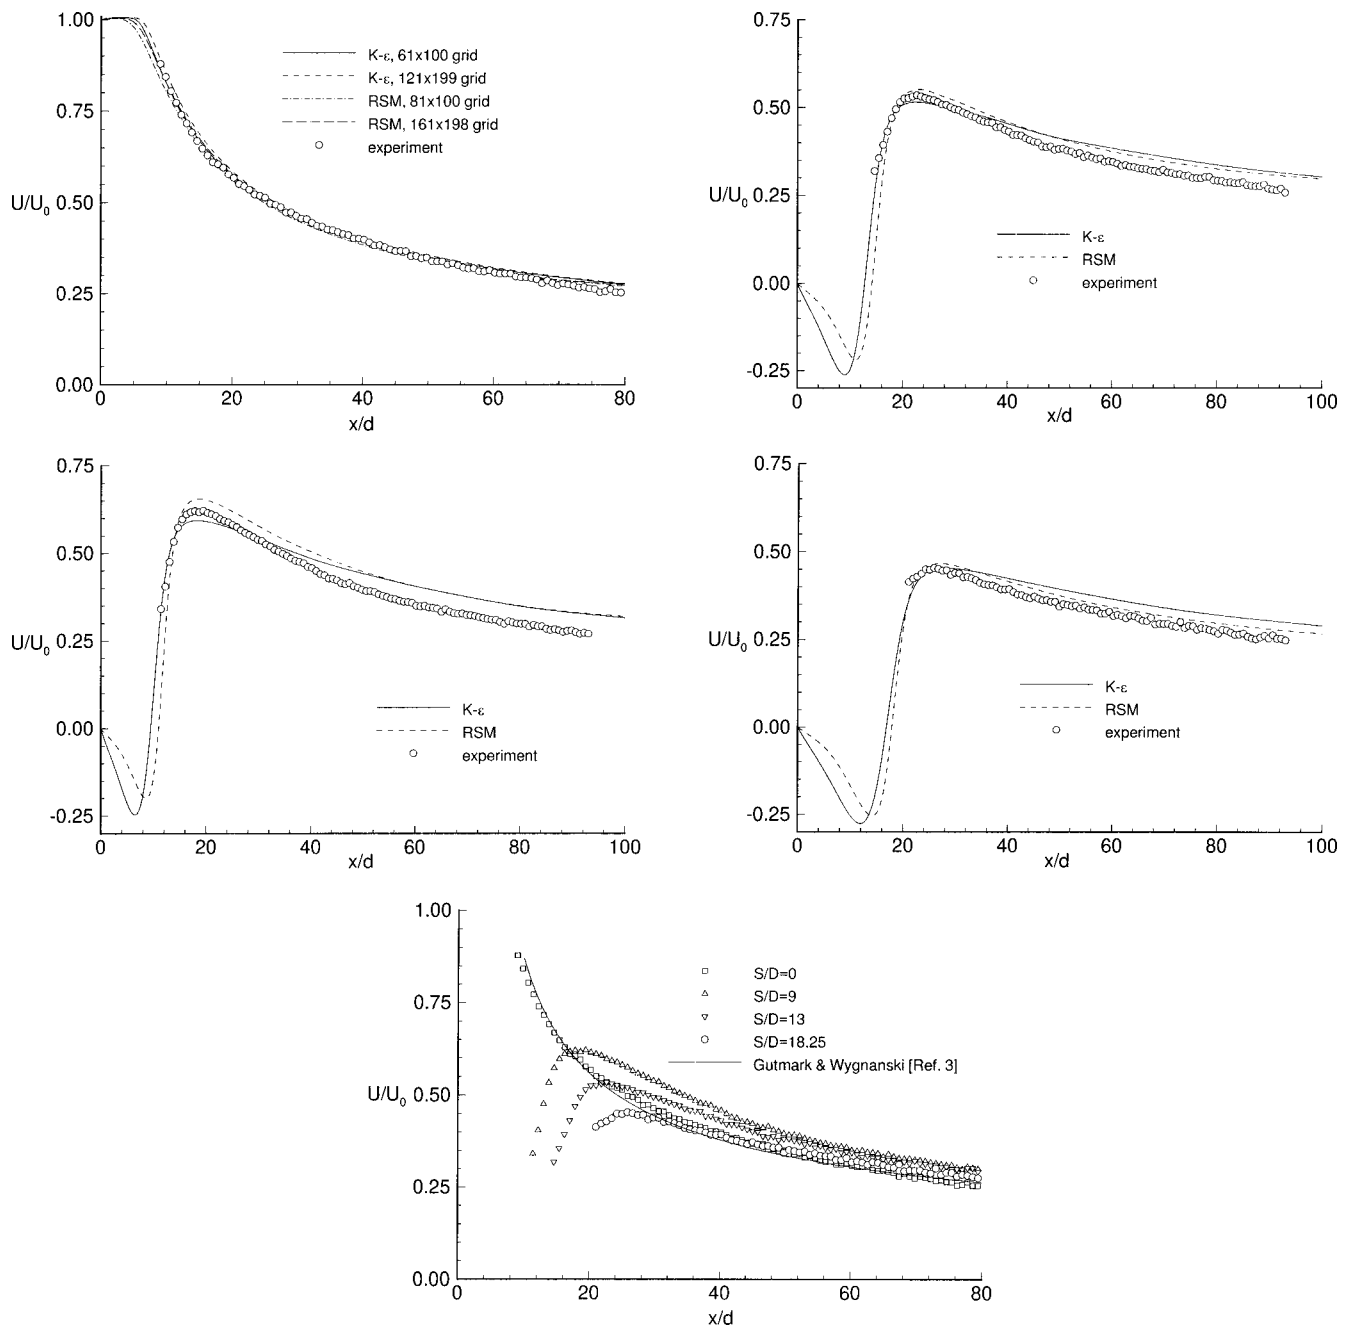 1.00
0.75
U/U0 0.50
0.25
0.00
0 20 40 60 80
x/d
K-ε, 61x100 grid
K-ε, 121x199 grid
RSM, 81x100 grid
RSM, 161x198 grid
experiment
0.75
0.50
U/U0 0.25
0.00
-0.25
0 20 40 60 80 100
x/d
K-ε
RSM
experiment
0.75
0.50
U/U0 0.25
0.00
-0.25
0 20 40 60 80 100
x/d
K-ε
RSM
experiment
0.75
0.50
U/U0 0.25
0.00
-0.25
0 20 40 60 80 100
x/d
K-ε
RSM
experiment
1.00
0.75
U/U0 0.50
0.25
0.00
0 20 40 60 80
x/d
S/D=0
S/D=9
S/D=13
S/D=18.25
Gutmark & Wygnanski [Ref. 3]